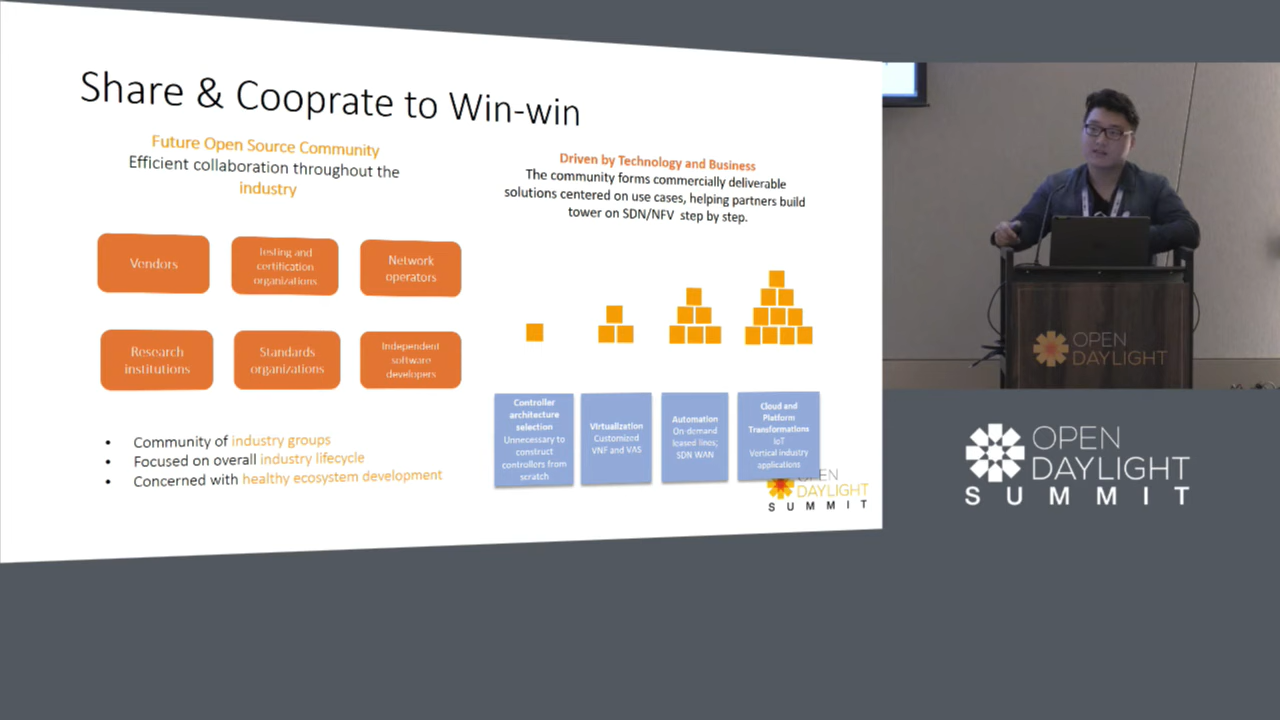 Share & Cooprate to Win-win
Future Open Source Community
Efficient collaboration throughout the
industry
Vendors
Testing and
certification
organizations
Network
operators
Research
institutions
Standards
organizations
Independent
software
developers
• Community of industry groups
• Focused on overall industry lifecycle
• Concerned with healthy ecosystem development
Driven by Technology and Business
The community forms commercially deliverable
solutions centered on use cases, helping partners build
tower on SDN/NFV step by step.
Controller
architecture
selection
Unnecessary to
construct
controllers from
scratch
Virtualization
Customized
VNF and VAS
Automation
On-demand
leased lines;
SDN WAN
Cloud and
Platform
Transformations
IoT
Vertical industry
applications
OPEN
DAYLIGHT
SUMMIT
OPEN
DAYLIGHT
OPEN
DAYLIGHT
SUMMIT